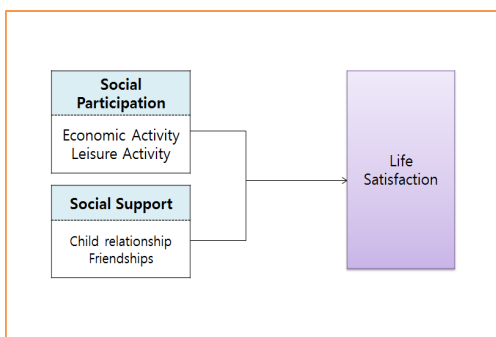 Social
Participation
Economic Activity
Leisure Activity
Social Support
Child relationship
Friendships
Life
Satisfaction